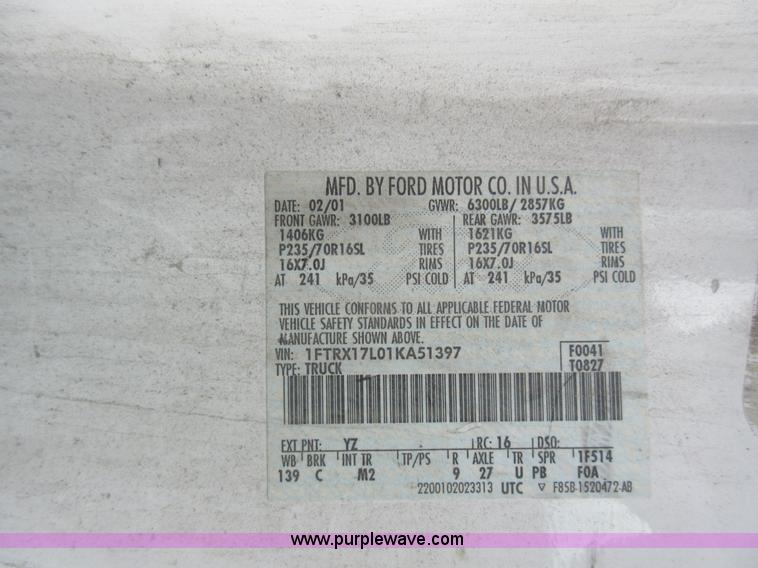 MFD. BY FORD MOTOR CO. IN U.S.A.
DATE: 02/01 GVWR: 6300LB/ 2857KG
FRONT GAWR: 3100LB REAR GAWR: 3575LB
1406KG WITH 1621KG WITH
P235/70R16SL TIRES P235/70R16SL TIRES
16X7.0J RIMS 16X7.0J RIMS
AT 241 kPa/35 PSI COLD AT 241 kPa/35 PSI COLD
THIS VEHICLE CONFORMS TO ALL APPLICABLE FEDERAL MOTOR
VEHICLE SAFETY STANDARDS IN EFFECT ON THE DATE OF
MANUFACTURE SHOWN ABOVE.
VIN: 1FTRX17L01KA51397 F0041
TYPE: TRUCK T0827
EXT PNT: YZ RC: 16 DSO:
WB BRK INT TR TP/PS R AXLE TR SPR 1F514
139 C M2 9 27 U PB F0A
2200102023313 UTC ▽ F85B-1520472-AB
www.purplewave.com